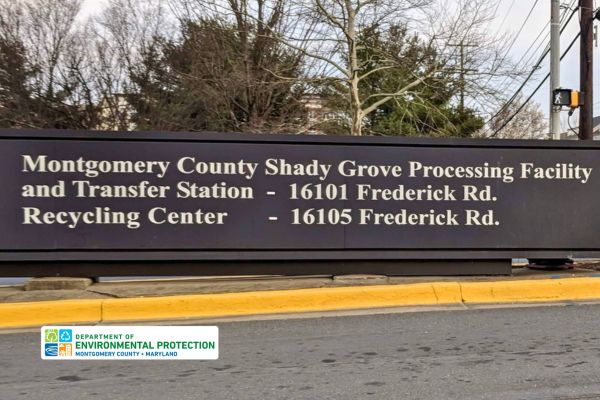 Montgomery County Shady Grove Processing Facility
and Transfer Station - 16101 Frederick Rd.
Recycling Center - 16105 Frederick Rd.
DEPARTMENT OF
ENVIRONMENTAL PROTECTION
MONTGOMERY COUNTY • MARYLAND